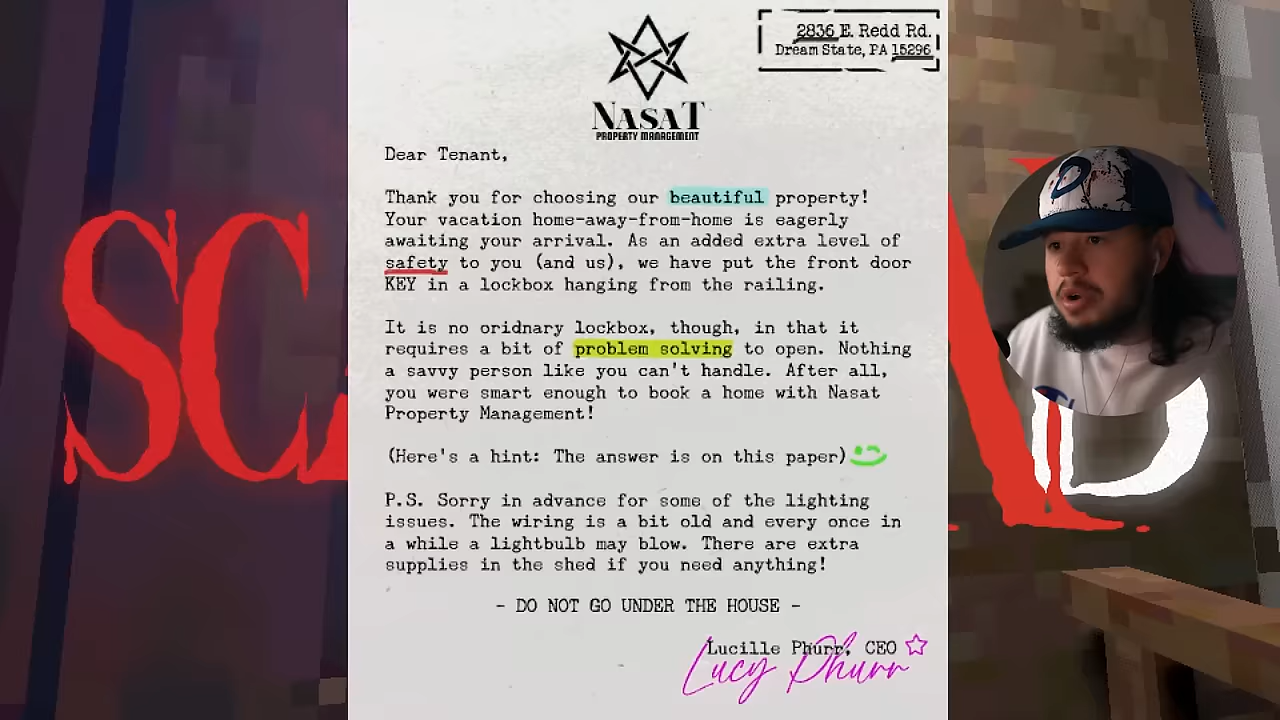 2836 E. Redd Rd.
Dream State, PA 15296
NASAT
PROPERTY MANAGEMENT
Dear Tenant,
Thank you for choosing our beautiful property!
Your vacation home-away-from-home is eagerly
awaiting your arrival. As an added extra level of
safety to you (and us), we have put the front door
KEY in a lockbox hanging from the railing.
It is no oridnary lockbox, though, in that it
requires a bit of problem solving to open. Nothing
a savvy person like you can't handle. After all,
you were smart enough to book a home with Nasat
Property Management!
(Here's a hint: The answer is on this paper)
P.S. Sorry in advance for some of the lighting
issues. The wiring is a bit old and every once in
a while a lightbulb may blow. There are extra
supplies in the shed if you need anything!
- DO NOT GO UNDER THE HOUSE -
Lucille Phurr, CEO
Lucy Phurr
SC
D